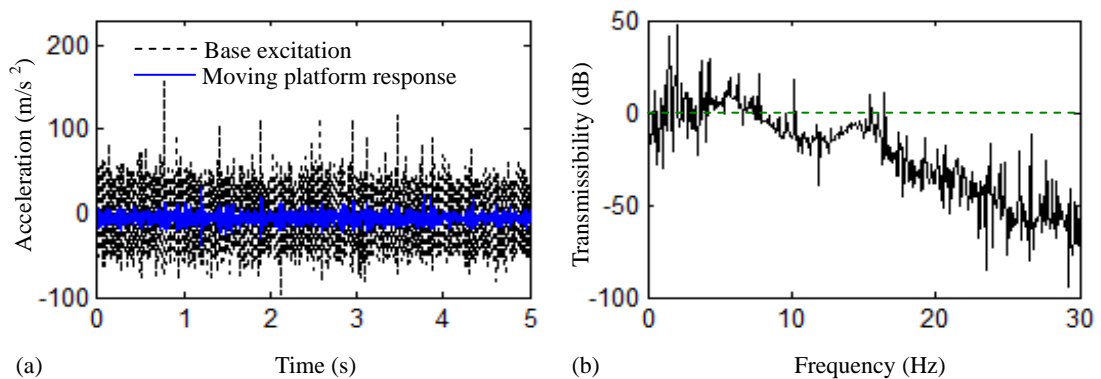 200
100
0
-100
Acceleration (m/s ²)
Base excitation
Moving platform response
0 1 2 3 4 5
(a) Time (s)
50
0
-50
-100
Transmissibility (dB)
0 10 20 30
(b) Frequency (Hz)